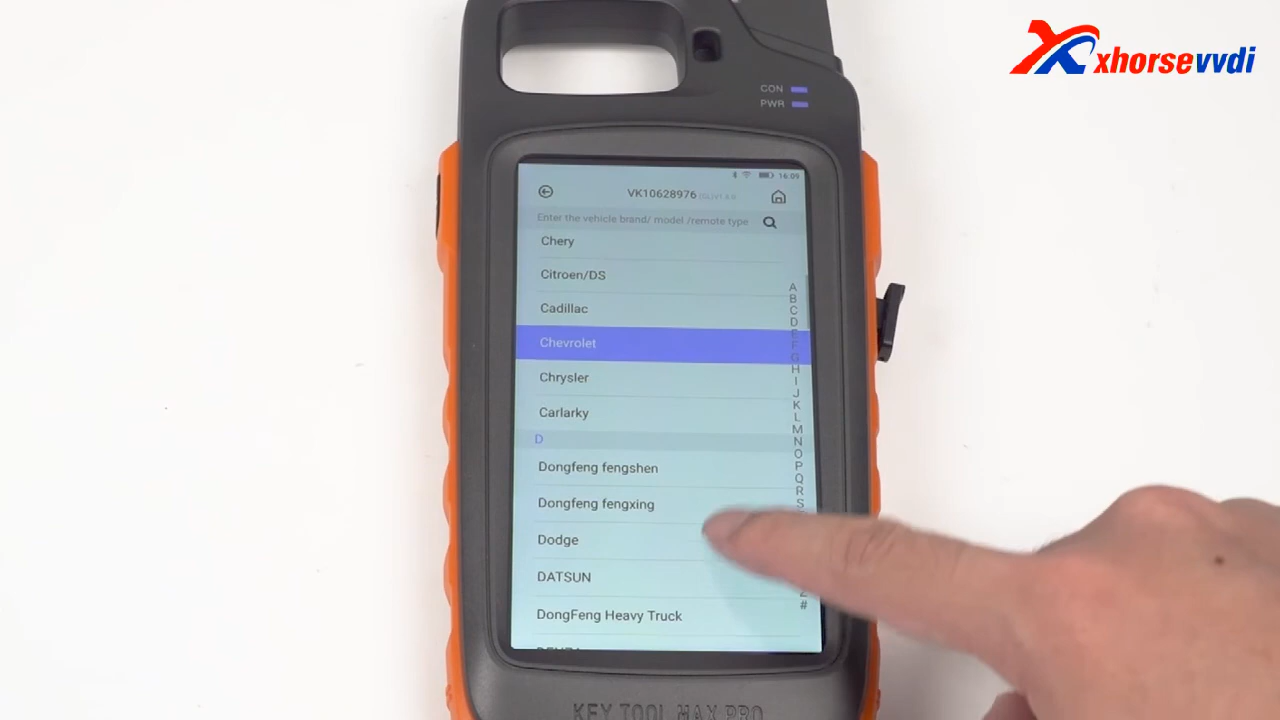 xhorsevvdi
CON
PWR
16:09
VK10628976
Enter the vehicle brand/ model /remote type
Chery
Citroen/DS
Cadillac
Chevrolet
Chrysler
Carlarky
D
Dongfeng fengshen
Dongfeng fengxing
Dodge
DATSUN
DongFeng Heavy Truck
A
B
C
D
E
F
G
H
I
J
K
L
M
N
O
P
Q
R
S
Z
#
KEY TOOL MAX PRO